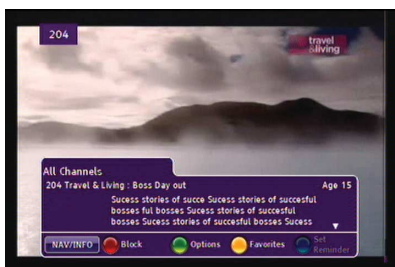 204
travel
&living
All Channels
204 Travel & Living : Boss Day out Age 15
Sucess stories of succe Sucess stories of succesful
bosses ful bosses Sucess stories of succesful
bosses Sucess stories of succesful bosses Sucess
NAV/INFO Block Options Favorites Set
Reminder